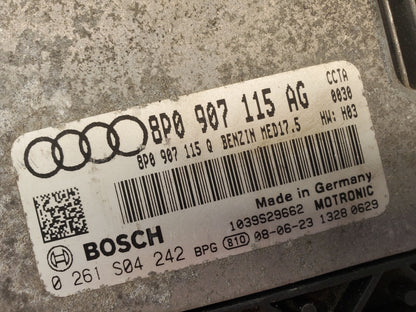 8P0 907 115 AG
CCTA
8P0 907 115 Q BENZIN MED17.5
0030
HW: H03
Made in Germany
1039S29662 MOTRONIC
BOSCH
0 261 S04 242 BPG 810 08-06-23 1328 0629